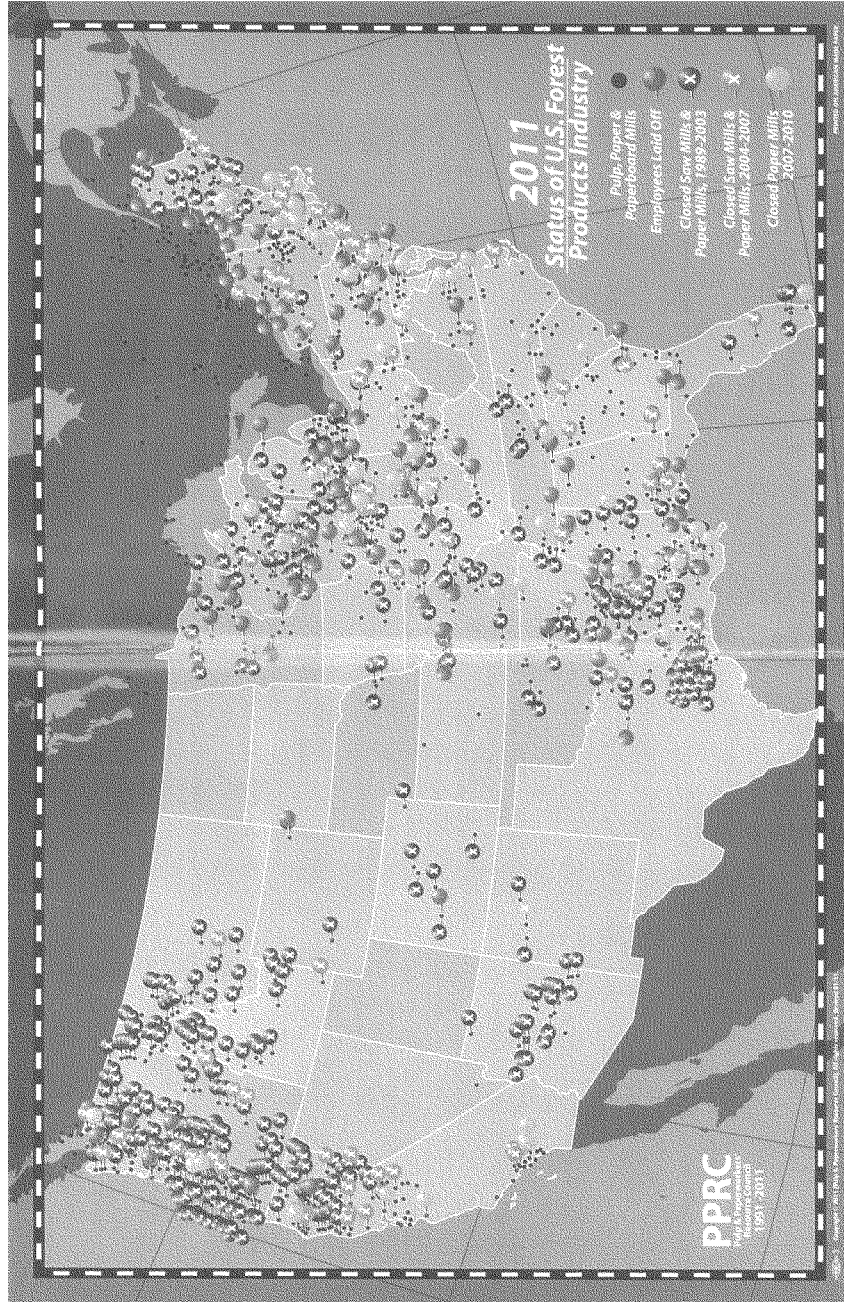 2011
Status of U.S. Forest
Products Industry
Pulp, Paper &
Paperboard Mills
Employees Laid Off
Closed Saw Mills &
Paper Mills, 1989-2003
Closed Saw Mills &
Paper Mills, 2004-2007
Closed Paper Mills
2007-2010
PPRC
Pulp & Paperworkers'
Resource Council
1991 - 2011